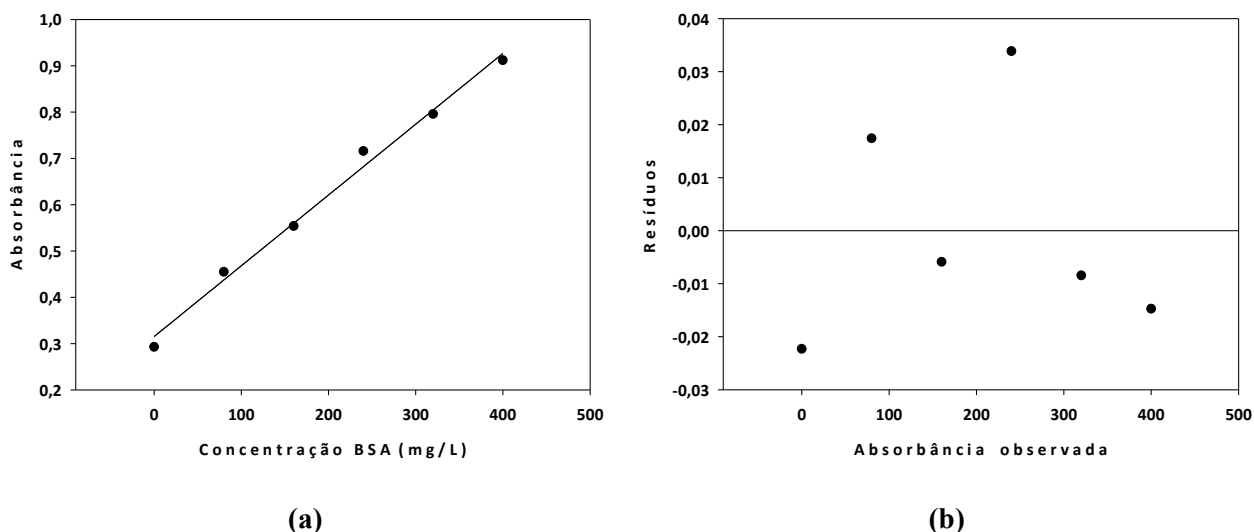 1,0
0,9
0,8
0,7
0,6
0,5
0,4
0,3
0,2
Absorbância
0 100 200 300 400 500
Concentração BSA (mg/L)
(a)
0,04
0,03
0,02
0,01
0,00
-0,01
-0,02
-0,03
Resíduos
0 100 200 300 400 500
Absorbância observada
(b)